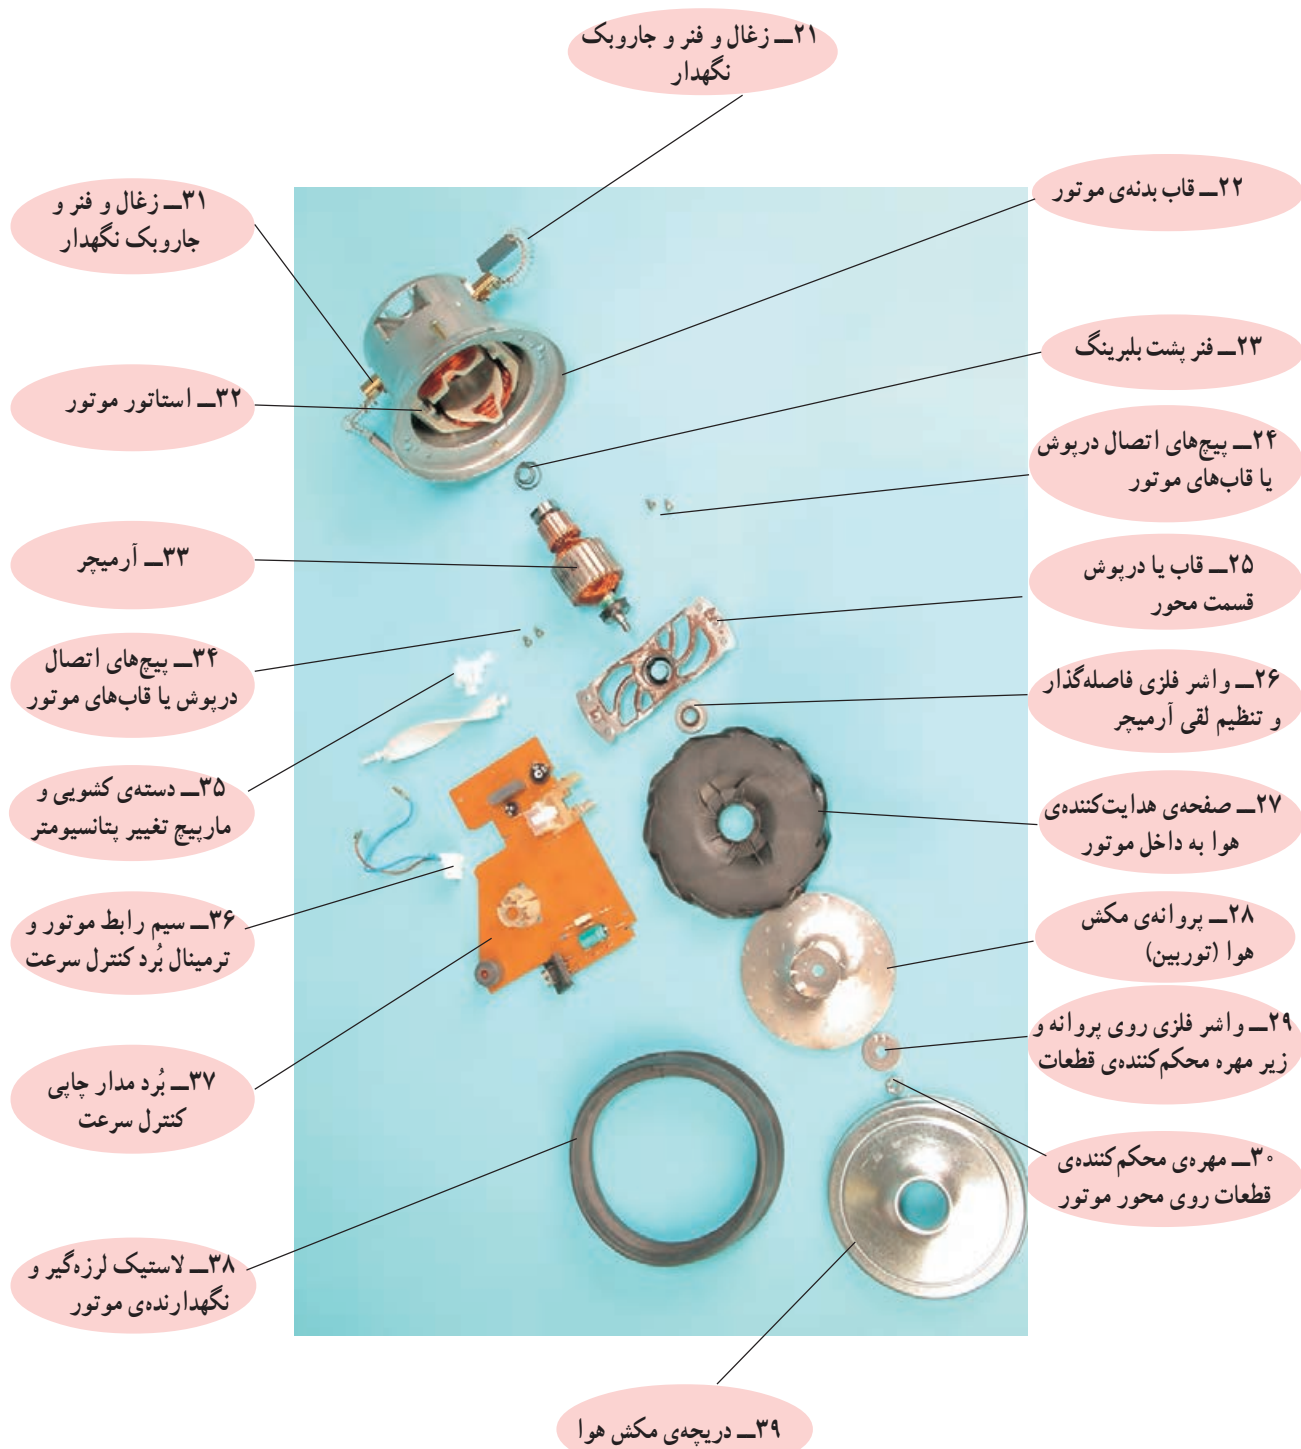 ۲۱ــ زغال و فنر و جاروبک
نگهدار
۲۲ــ قاب بدنه‌ی موتور
۲۳ــ فنر پشت بلبرینگ
۲۴ــ پیچ‌های اتصال درپوش
یا قاب‌های موتور
۲۵ــ قاب یا درپوش
قسمت محور
۲۶ــ واشر فلزی فاصله‌گذار
و تنظیم لقی آرمیچر
۲۷ــ صفحه‌ی هدایت‌کننده‌ی
هوا به داخل موتور
۲۸ــ پروانه‌ی مکش
هوا (توربین)
۲۹ــ واشر فلزی روی پروانه و
زیر مهره محکم‌کننده‌ی قطعات
۳۰ــ مهره‌ی محکم‌کننده‌ی
قطعات روی محور موتور
۳۱ــ زغال و فنر و
جاروبک نگهدار
۳۲ــ استاتور موتور
۳۳ــ آرمیچر
۳۴ــ پیچ‌های اتصال
درپوش یا قاب‌های موتور
۳۵ــ دسته‌ی کشویی و
مارپیچ تغییر پتانسیومتر
۳۶ــ سیم رابط موتور و
ترمینال بُرد کنترل سرعت
۳۷ــ بُرد مدار چاپی
کنترل سرعت
۳۸ــ لاستیک لرزه‌گیر و
نگهدارنده‌ی موتور
۳۹ــ دریچه‌ی مکش هوا